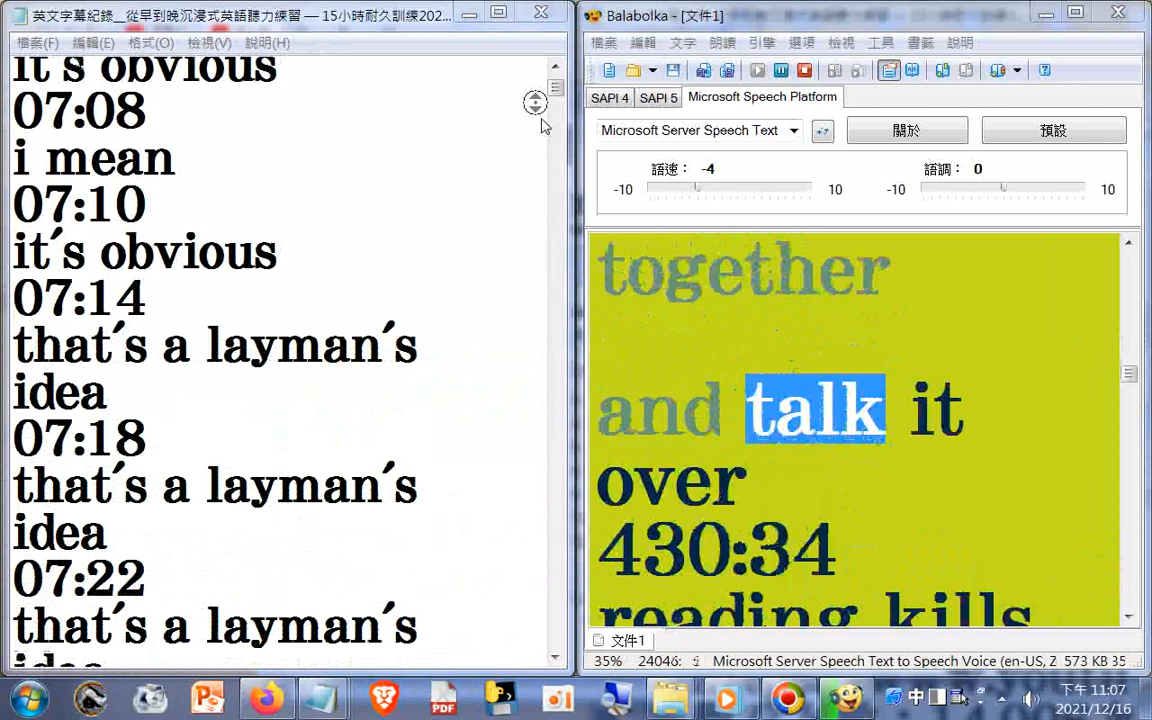 英文字幕紀錄__從早到晚沉浸式英語聽力練習 — 15小時耐久訓練202...
檔案(F) 編輯(E) 格式(O) 檢視(V) 說明(H)
it's obvious
07:08
i mean
07:10
it's obvious
07:14
that's a layman's
idea
07:18
that's a layman's
idea
07:22
that's a layman's
idea
Balabolka - [文件1]
檔案 編輯 文字 朗讀 引擎 選項 檢視 工具 書籤 說明
SAPI 4 SAPI 5 Microsoft Speech Platform
Microsoft Server Speech Text 關於 預設
語速： -4 語調： 0
-10 10 -10 10
together
and talk it
over
430:34
reading kills
文件1
35% 24046: Microsoft Server Speech Text to Speech Voice (en-US, Z 573 KB 35
中 下午 11:07
2021/12/16